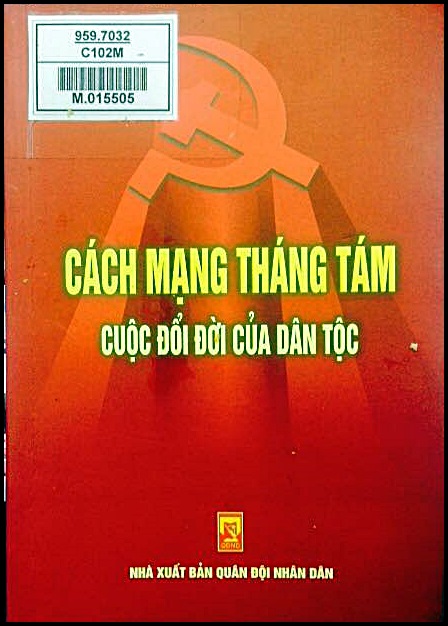 959.7032
C102M
M.015505
CÁCH MẠNG THÁNG TÁM
CUỘC ĐỔI ĐỜI CỦA DÂN TỘC
QĐND
NHÀ XUẤT BẢN QUÂN ĐỘI NHÂN DÂN